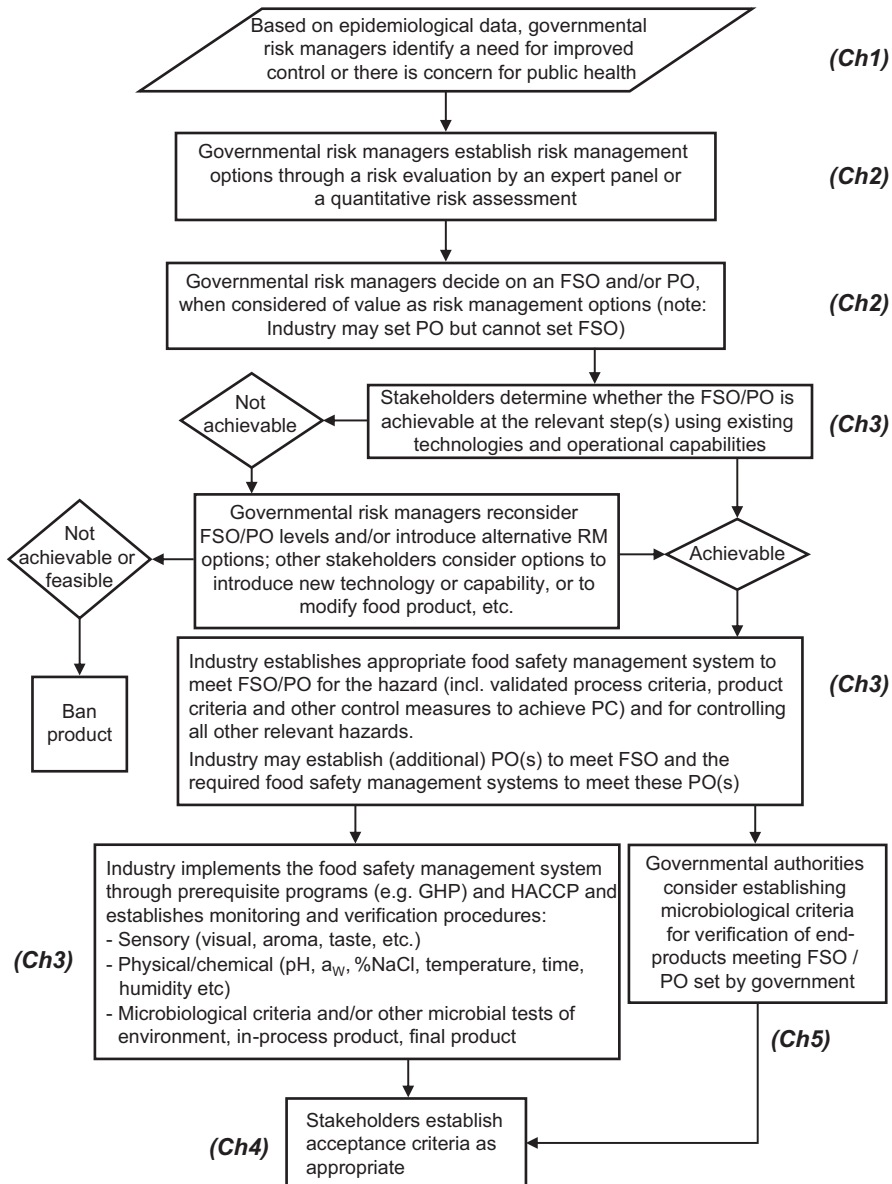 Based on epidemiological data, governmental
risk managers identify a need for improved
control or there is concern for public health
(Ch1)
Governmental risk managers establish risk management
options through a risk evaluation by an expert panel or
a quantitative risk assessment
(Ch2)
Governmental risk managers decide on an FSO and/or PO,
when considered of value as risk management options (note:
Industry may set PO but cannot set FSO)
(Ch2)
Not
achievable
Stakeholders determine whether the FSO/PO is
achievable at the relevant step(s) using existing
technologies and operational capabilities
(Ch3)
Not
achievable or
feasible
Governmental risk managers reconsider
FSO/PO levels and/or introduce alternative RM
options; other stakeholders consider options to
introduce new technology or capability, or to
modify food product, etc.
Achievable
Ban
product
Industry establishes appropriate food safety management system to
meet FSO/PO for the hazard (incl. validated process criteria, product
criteria and other control measures to achieve PC) and for controlling
all other relevant hazards.
Industry may establish (additional) PO(s) to meet FSO and the
required food safety management systems to meet these PO(s)
(Ch3)
(Ch3)
Industry implements the food safety management system
through prerequisite programs (e.g. GHP) and HACCP and
establishes monitoring and verification procedures:
- Sensory (visual, aroma, taste, etc.)
- Physical/chemical (pH, aW, %NaCl, temperature, time,
humidity etc)
- Microbiological criteria and/or other microbial tests of
environment, in-process product, final product
Governmental authorities
consider establishing
microbiological criteria
for verification of end-
products meeting FSO /
PO set by government
(Ch5)
(Ch4)
Stakeholders establish
acceptance criteria as
appropriate